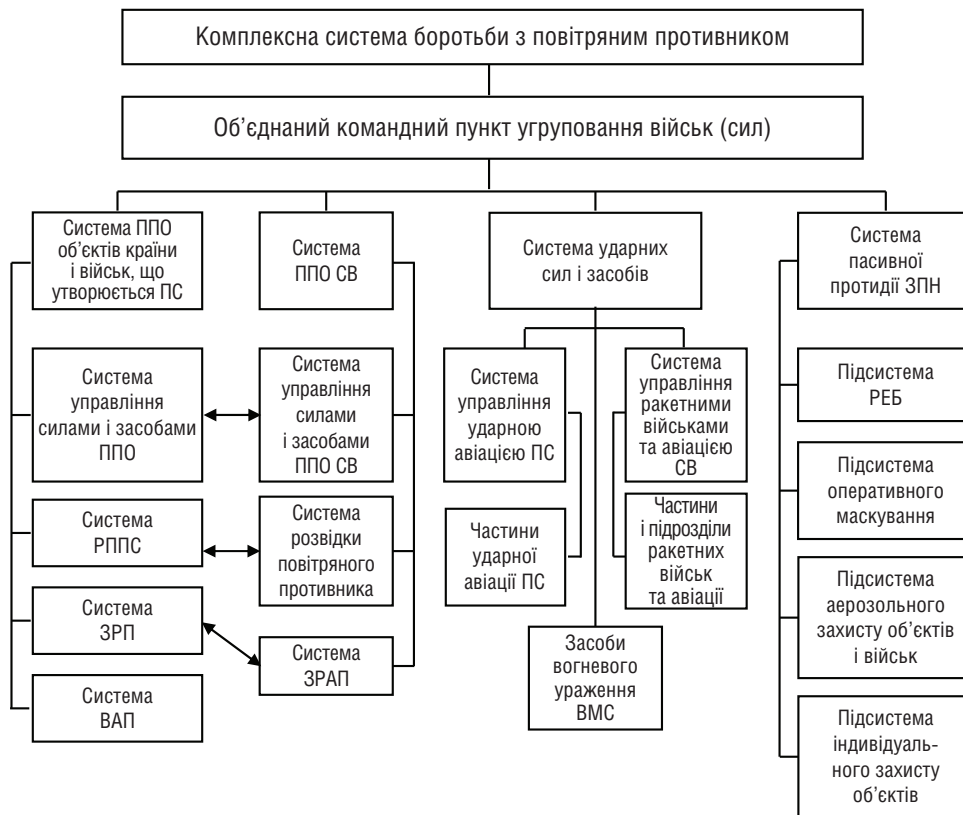 Комплексна система боротьби з повітряним противником
Об’єднаний командний пункт угруповання військ (сил)
Система ППО
об’єктів країни
і військ, що
утворюється ПС
Система
управління
силами і засобами
ППО
Система
РППС
Система
ЗРП
Система
ВАП
Система
ППО СВ
Система
управління
силами
і засобами
ППО СВ
Система
розвідки
повітряного
противника
Система
ЗРАП
Система ударних
сил і засобів
Система
управління
ударною
авіацією ПС
Частини
ударної
авіації ПС
Система
управління
ракетними
військами
та авіацією
СВ
Частини
і підрозділи
ракетних
військ
та авіації
Засоби
вогневого
ураження
ВМС
Система
пасивної
протидії ЗПН
Підсистема
РЕБ
Підсистема
оперативного
маскування
Підсистема
аерозольного
захисту об’єктів
і військ
Підсистема
індивідуаль-
ного захисту
об’єктів